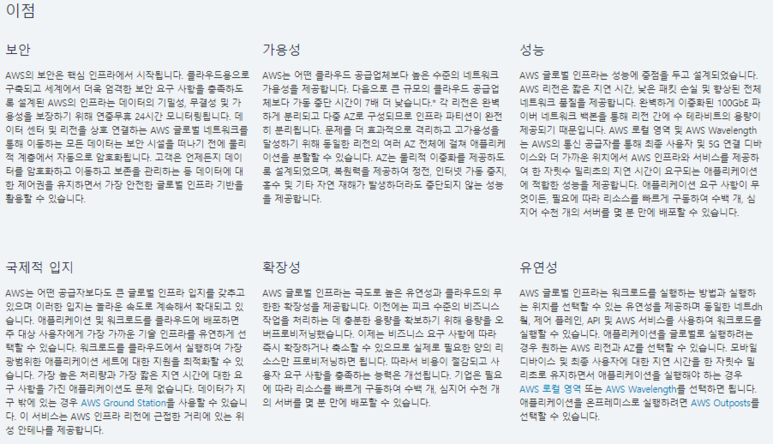 이점
보안
AWS의 보안은 핵심 인프라에서 시작됩니다. 클라우드용으로
구축되고 세계에서 더욱 엄격한 보안 요구 사항을 충족하도
록 설계된 AWS의 인프라는 데이터의 기밀성, 무결성 및 가
용성을 보장하기 위해 연중무휴 24시간 모니터링됩니다. 데
이터 센터 및 리전을 상호 연결하는 AWS 글로벌 네트워크를
통해 이동하는 모든 데이터는 보안 시설을 떠나기 전에 물리
적 계층에서 자동으로 암호화됩니다. 고객은 언제든지 데이
터를 암호화하고 이동하고 보존을 관리하는 등 데이터에 대
한 제어권을 유지하면서 가장 안전한 글로벌 인프라 기반을
활용할 수 있습니다.
가용성
AWS는 어떤 클라우드 공급업체보다 높은 수준의 네트워크
가용성을 제공합니다. 다음으로 큰 규모의 클라우드 공급업
체보다 가동 중단 시간이 7배 더 낮습니다.* 각 리전은 완벽
하게 분리되고 다중 AZ로 구성되므로 인프라 파티션이 완전
히 분리됩니다. 문제를 더 효과적으로 격리하고 고가용성을
달성하기 위해 동일한 리전의 여러 AZ 전체에 걸쳐 애플리케
이션을 분할할 수 있습니다. AZ는 물리적 이중화를 제공하도
록 설계되었으며, 복원력을 제공하여 정전, 인터넷 가동 중지,
홍수 및 기타 자연 재해가 발생하더라도 중단되지 않는 성능
을 제공합니다.
성능
AWS 글로벌 인프라는 성능에 중점을 두고 설계되었습니다.
AWS 리전은 짧은 지연 시간, 낮은 패킷 손실 및 향상된 전체
네트워크 품질을 제공합니다. 완벽하게 이중화된 100GbE 파
이버 네트워크 백본을 통해 리전 간에 수 테라비트의 용량이
제공되기 때문입니다. AWS 로컬 영역 및 AWS Wavelength
는 AWS의 통신 공급자를 통해 최종 사용자 및 5G 연결 디바
이스와 더 가까운 위치에서 AWS 인프라와 서비스를 제공하
여 한 자릿수 밀리초의 지연 시간이 요구되는 애플리케이션
에 적합한 성능을 제공합니다. 애플리케이션 요구 사항이 무
엇이든, 필요에 따라 리소스를 빠르게 구동하여 수백 개, 심
지어 수천 개의 서버를 몇 분 만에 배포할 수 있습니다.
국제적 입지
AWS는 어떤 공급자보다도 큰 글로벌 인프라 입지를 갖추고
있으며 이러한 입지는 놀라운 속도로 계속해서 확대되고 있
습니다. 애플리케이션 및 워크로드를 클라우드에 배포하면
주 대상 사용자에게 가장 가까운 기술 인프라를 유연하게 선
택할 수 있습니다. 워크로드를 클라우드에서 실행하여 가장
광범위한 애플리케이션 세트에 대한 지원을 최적화할 수 있
습니다. 가장 높은 처리량과 가장 짧은 지연 시간에 대한 요
구 사항을 가진 애플리케이션도 문제 없습니다. 데이터가 지
구 밖에 있는 경우 AWS Ground Station을 사용할 수 있습니
다. 이 서비스는 AWS 인프라 리전에 근접한 거리에 있는 위
성 안테나를 제공합니다.
확장성
AWS 글로벌 인프라는 극도로 높은 유연성과 클라우드의 무
한한 확장성을 제공합니다. 이전에는 피크 수준의 비즈니스
작업을 처리하는 데 충분한 용량을 확보하기 위해 용량을 오
버프로비저닝했습니다. 이제는 비즈니스 요구 사항에 따라
즉시 확장하거나 축소할 수 있으므로 실제로 필요한 양의 리
소스만 프로비저닝하면 됩니다. 따라서 비용이 절감되고 사
용자 요구 사항을 충족하는 능력은 개선됩니다. 기업은 필요
에 따라 리소스를 빠르게 구동하여 수백 개, 심지어 수천 개
의 서버를 몇 분 만에 배포할 수 있습니다.
유연성
AWS 글로벌 인프라는 워크로드를 실행하는 방법과 실행하
는 위치를 선택할 수 있는 유연성을 제공하며 동일한 네트dh
웤, 제어 플레인, API 및 AWS 서비스를 사용하여 워크로드를
실행할 수 있습니다. 애플리케이션을 글로벌로 실행하려는
경우 원하는 AWS 리전과 AZ를 선택할 수 있습니다. 모바일
디바이스 및 최종 사용자에 대한 지연 시간을 한 자릿수 밀
리초로 유지하면서 애플리케이션을 실행해야 하는 경우
AWS 로컬 영역 또는 AWS Wavelength를 선택하면 됩니다.
애플리케이션을 온프레미스로 실행하려면 AWS Outposts를
선택할 수 있습니다.